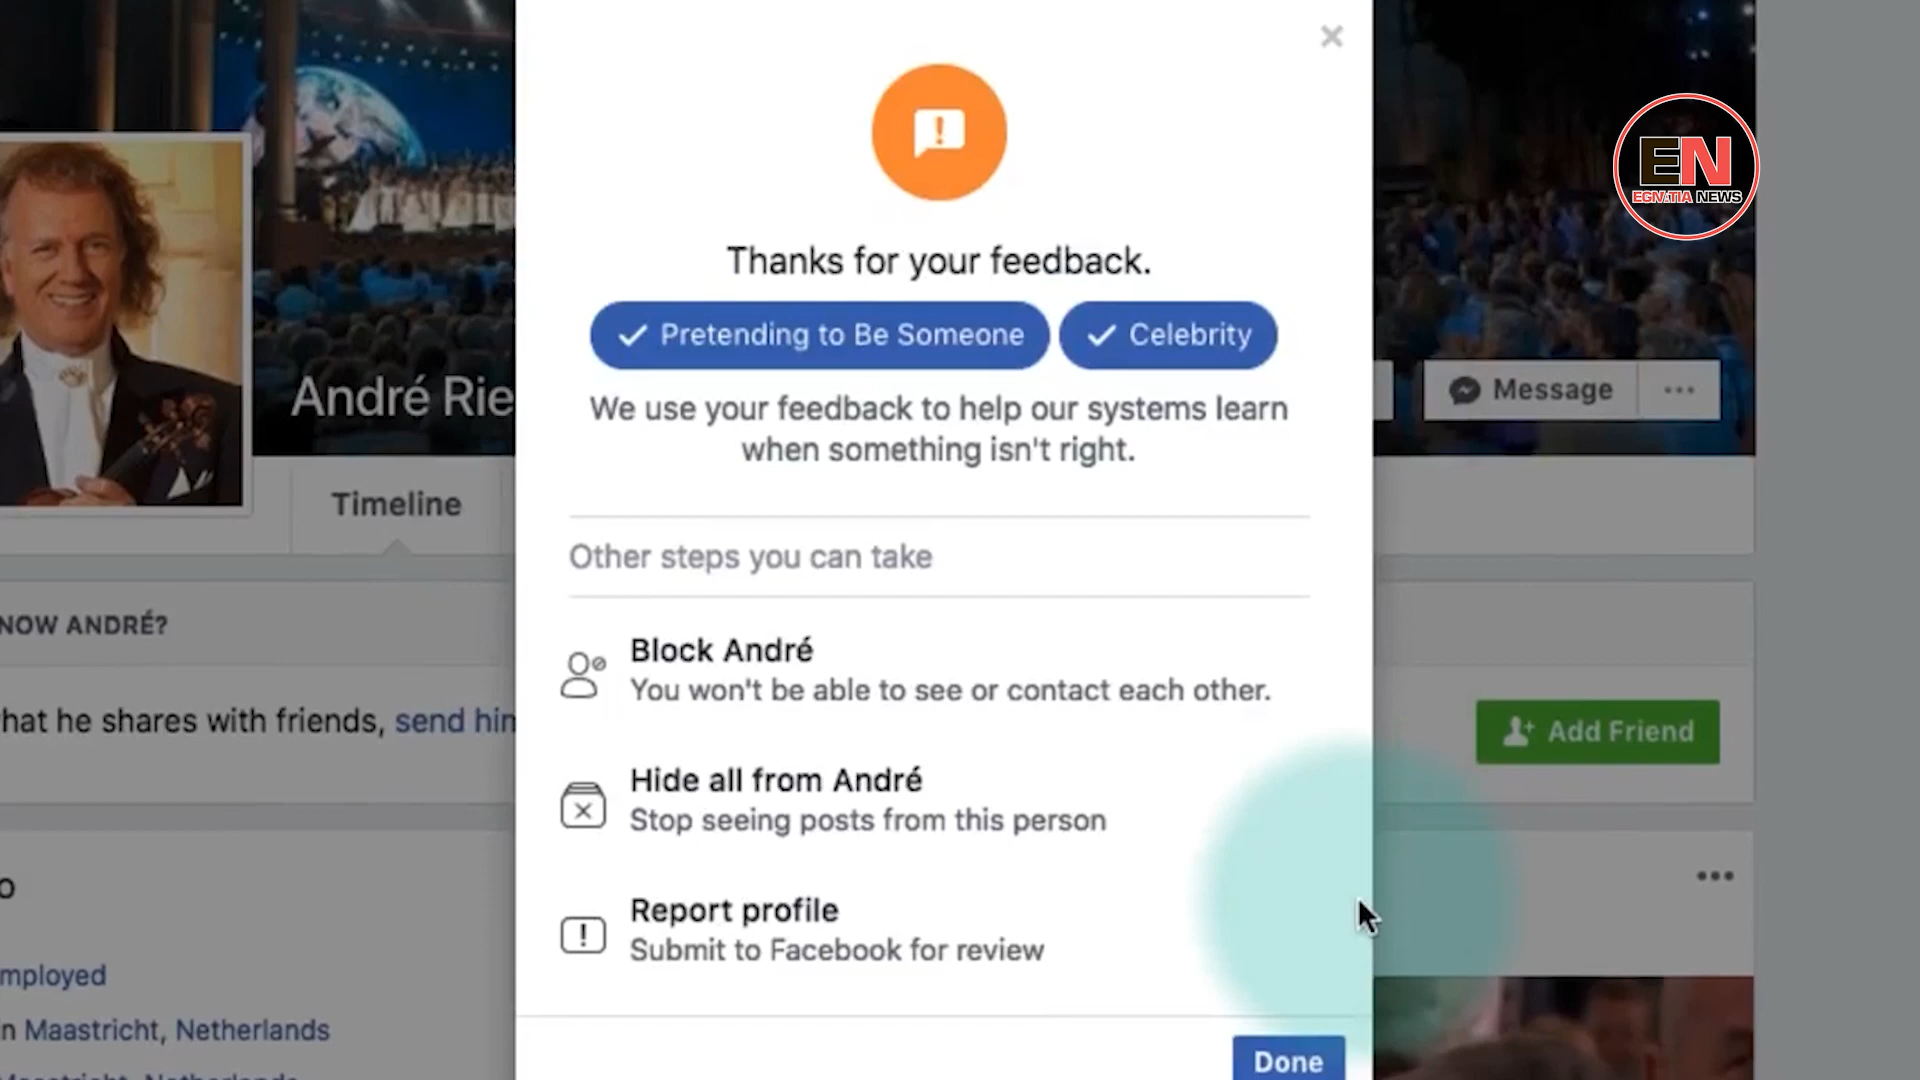 EN
EGNATIA NEWS
Thanks for your feedback.
Pretending to Be Someone
Celebrity
We use your feedback to help our systems learn
when something isn't right.
André Rie
Message
Timeline
Other steps you can take
NOW ANDRÉ?
Block André
You won't be able to see or contact each other.
hat he shares with friends, send him
Add Friend
Hide all from André
Stop seeing posts from this person
o
Report profile
Submit to Facebook for review
mployed
n Maastricht, Netherlands
Maastricht, Netherlands
Done